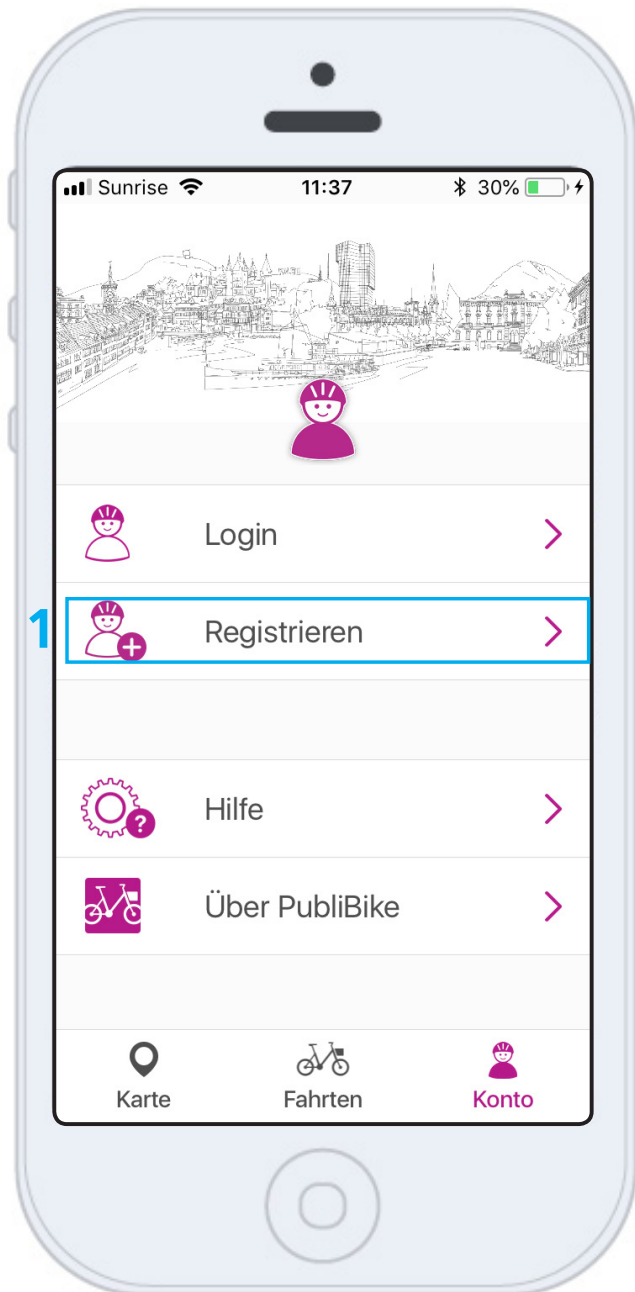 Sunrise 11:37 30%
Login
1 Registrieren
Hilfe
?
Über PubliBike
Karte Fahrten Konto